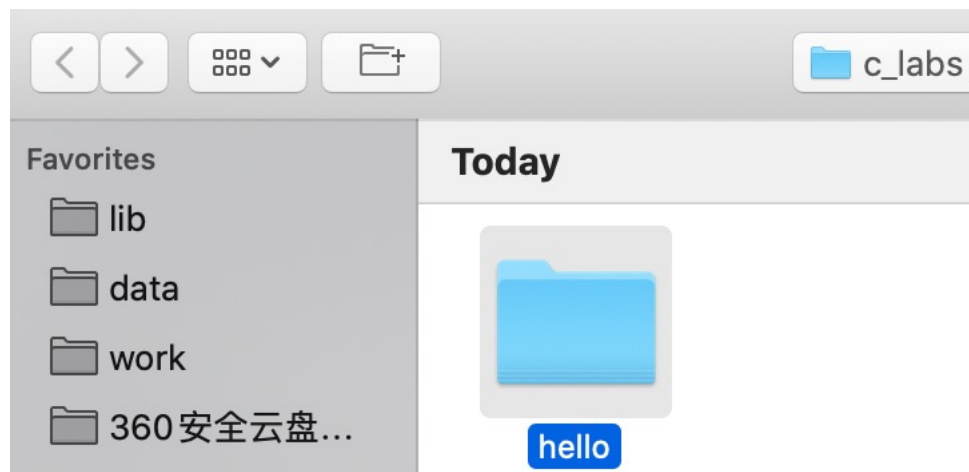 c_labs
Favorites
Today
lib
data
work
360安全云盘...
hello